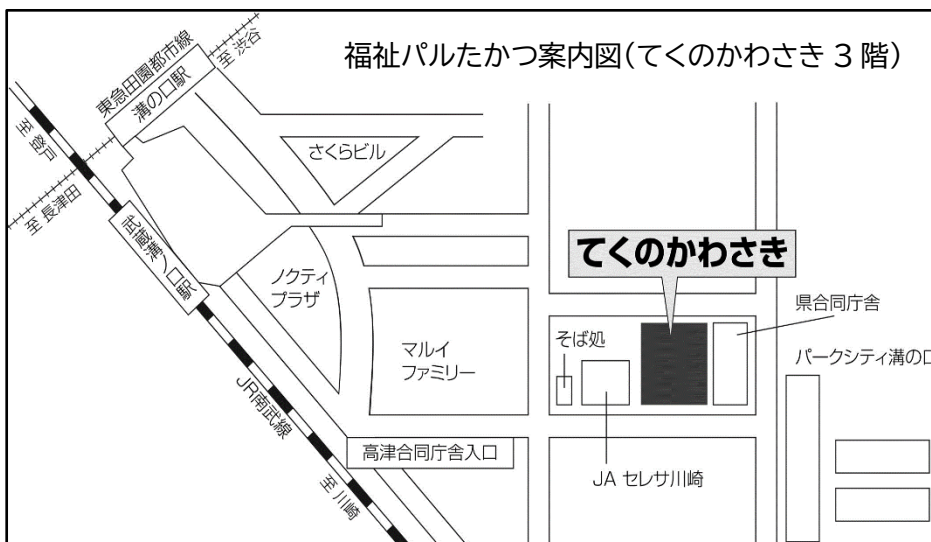 福祉パルたかつ案内図(てくのかわさき 3 階)
東急田園都市線
溝の口駅
至 渋谷
至 登戸
至 長津田
さくらビル
武蔵溝ノ口駅
ノクティ
プラザ
てくのかわさき
県合同庁舎
そば処
マルイ
ファミリー
パークシティ溝の口
JR南武線
高津合同庁舎入口
JA セレサ川崎
至 川崎